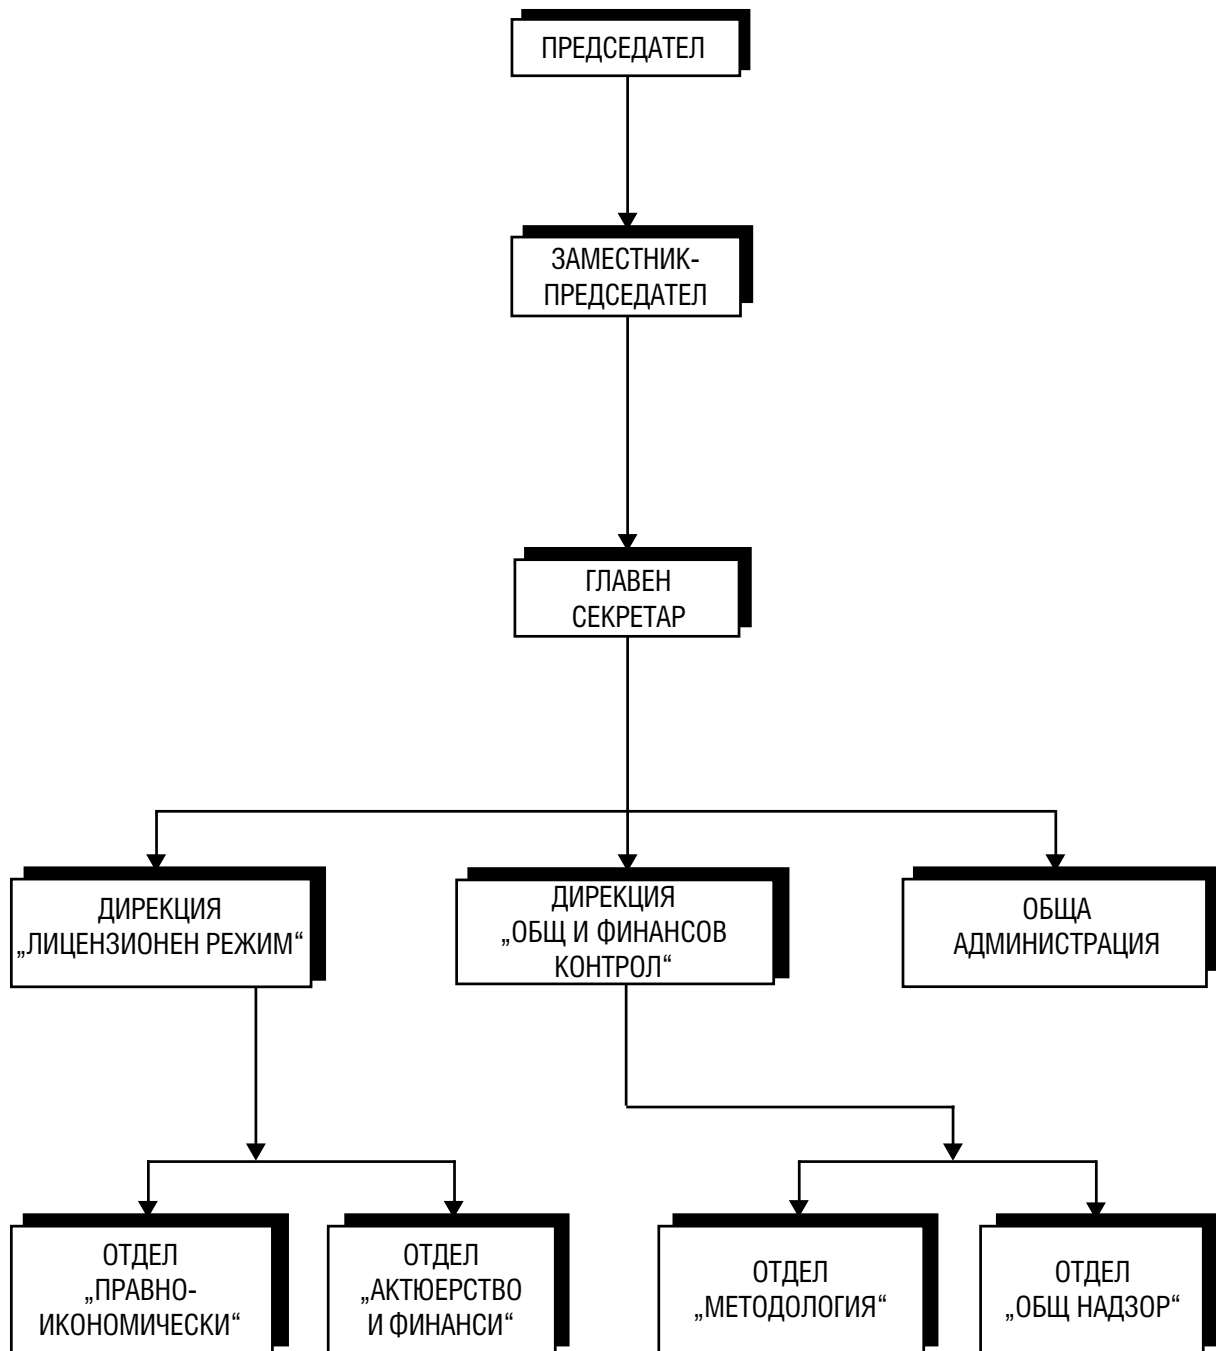 ПРЕДСЕДАТЕЛ
ЗАМЕСТНИК-
ПРЕДСЕДАТЕЛ
ГЛАВЕН
СЕКРЕТАР
ДИРЕКЦИЯ
„ЛИЦЕНЗИОНЕН РЕЖИМ“
ДИРЕКЦИЯ
„ОБЩ И ФИНАНСОВ
КОНТРОЛ“
ОБЩА
АДМИНИСТРАЦИЯ
ОТДЕЛ
„ПРАВНО-
ИКОНОМИЧЕСКИ“
ОТДЕЛ
„АКТЮЕРСТВО
И ФИНАНСИ“
ОТДЕЛ
„МЕТОДОЛОГИЯ“
ОТДЕЛ
„ОБЩ НАДЗОР“